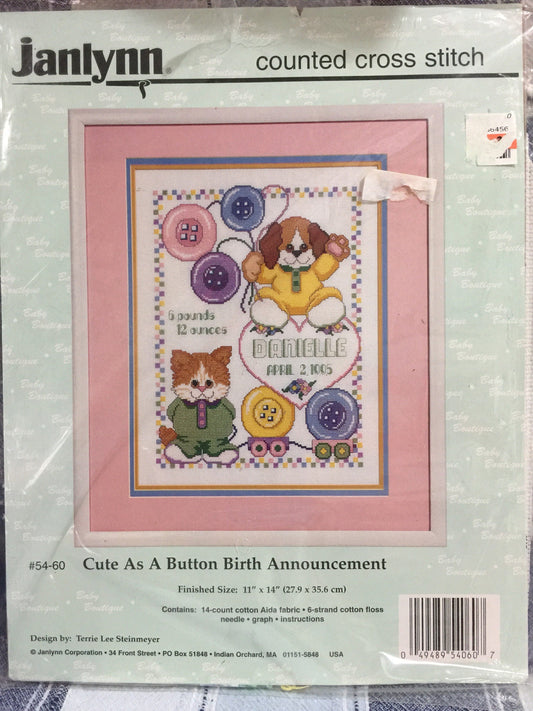 Janlynn®
counted cross stitch
Baby Boutique
0
6 pounds
12 ounces
DANIELLE
APRIL 2, 1995
#54-60 Cute As A Button Birth Announcement
Finished Size: 11" x 14" (27.9 x 35.6 cm)
Contains: 14-count cotton Aida fabric • 6-strand cotton floss
needle • graph • instructions
Design by: Terrie Lee Steinmeyer
© Janlynn Corporation • 34 Front Street • PO Box 51848 • Indian Orchard, MA 01151-5848 USA
0 49489 54060 7